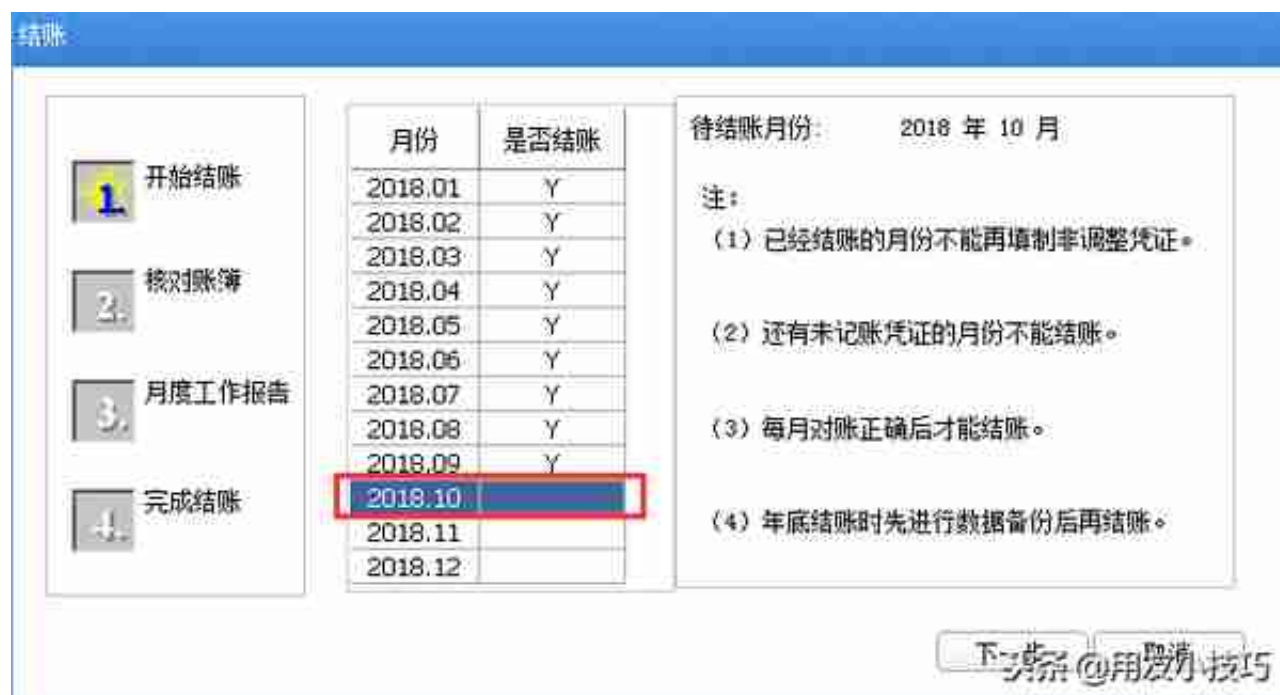 结账
1. 开始结账
2. 核对账簿
3. 月度工作报告
4. 完成结账
月份 是否结账
2018.01 Y
2018.02 Y
2018.03 Y
2018.04 Y
2018.05 Y
2018.06 Y
2018.07 Y
2018.08 Y
2018.09 Y
2018.10
2018.11
2018.12
待结账月份: 2018 年 10 月
注:
(1) 已经结账的月份不能再填制非调整凭证。
(2) 还有未记账凭证的月份不能结账。
(3) 每月对账正确后才能结账。
(4) 年底结账时先进行数据备份后再结账。
下一步 取消
头条 @用友小技巧